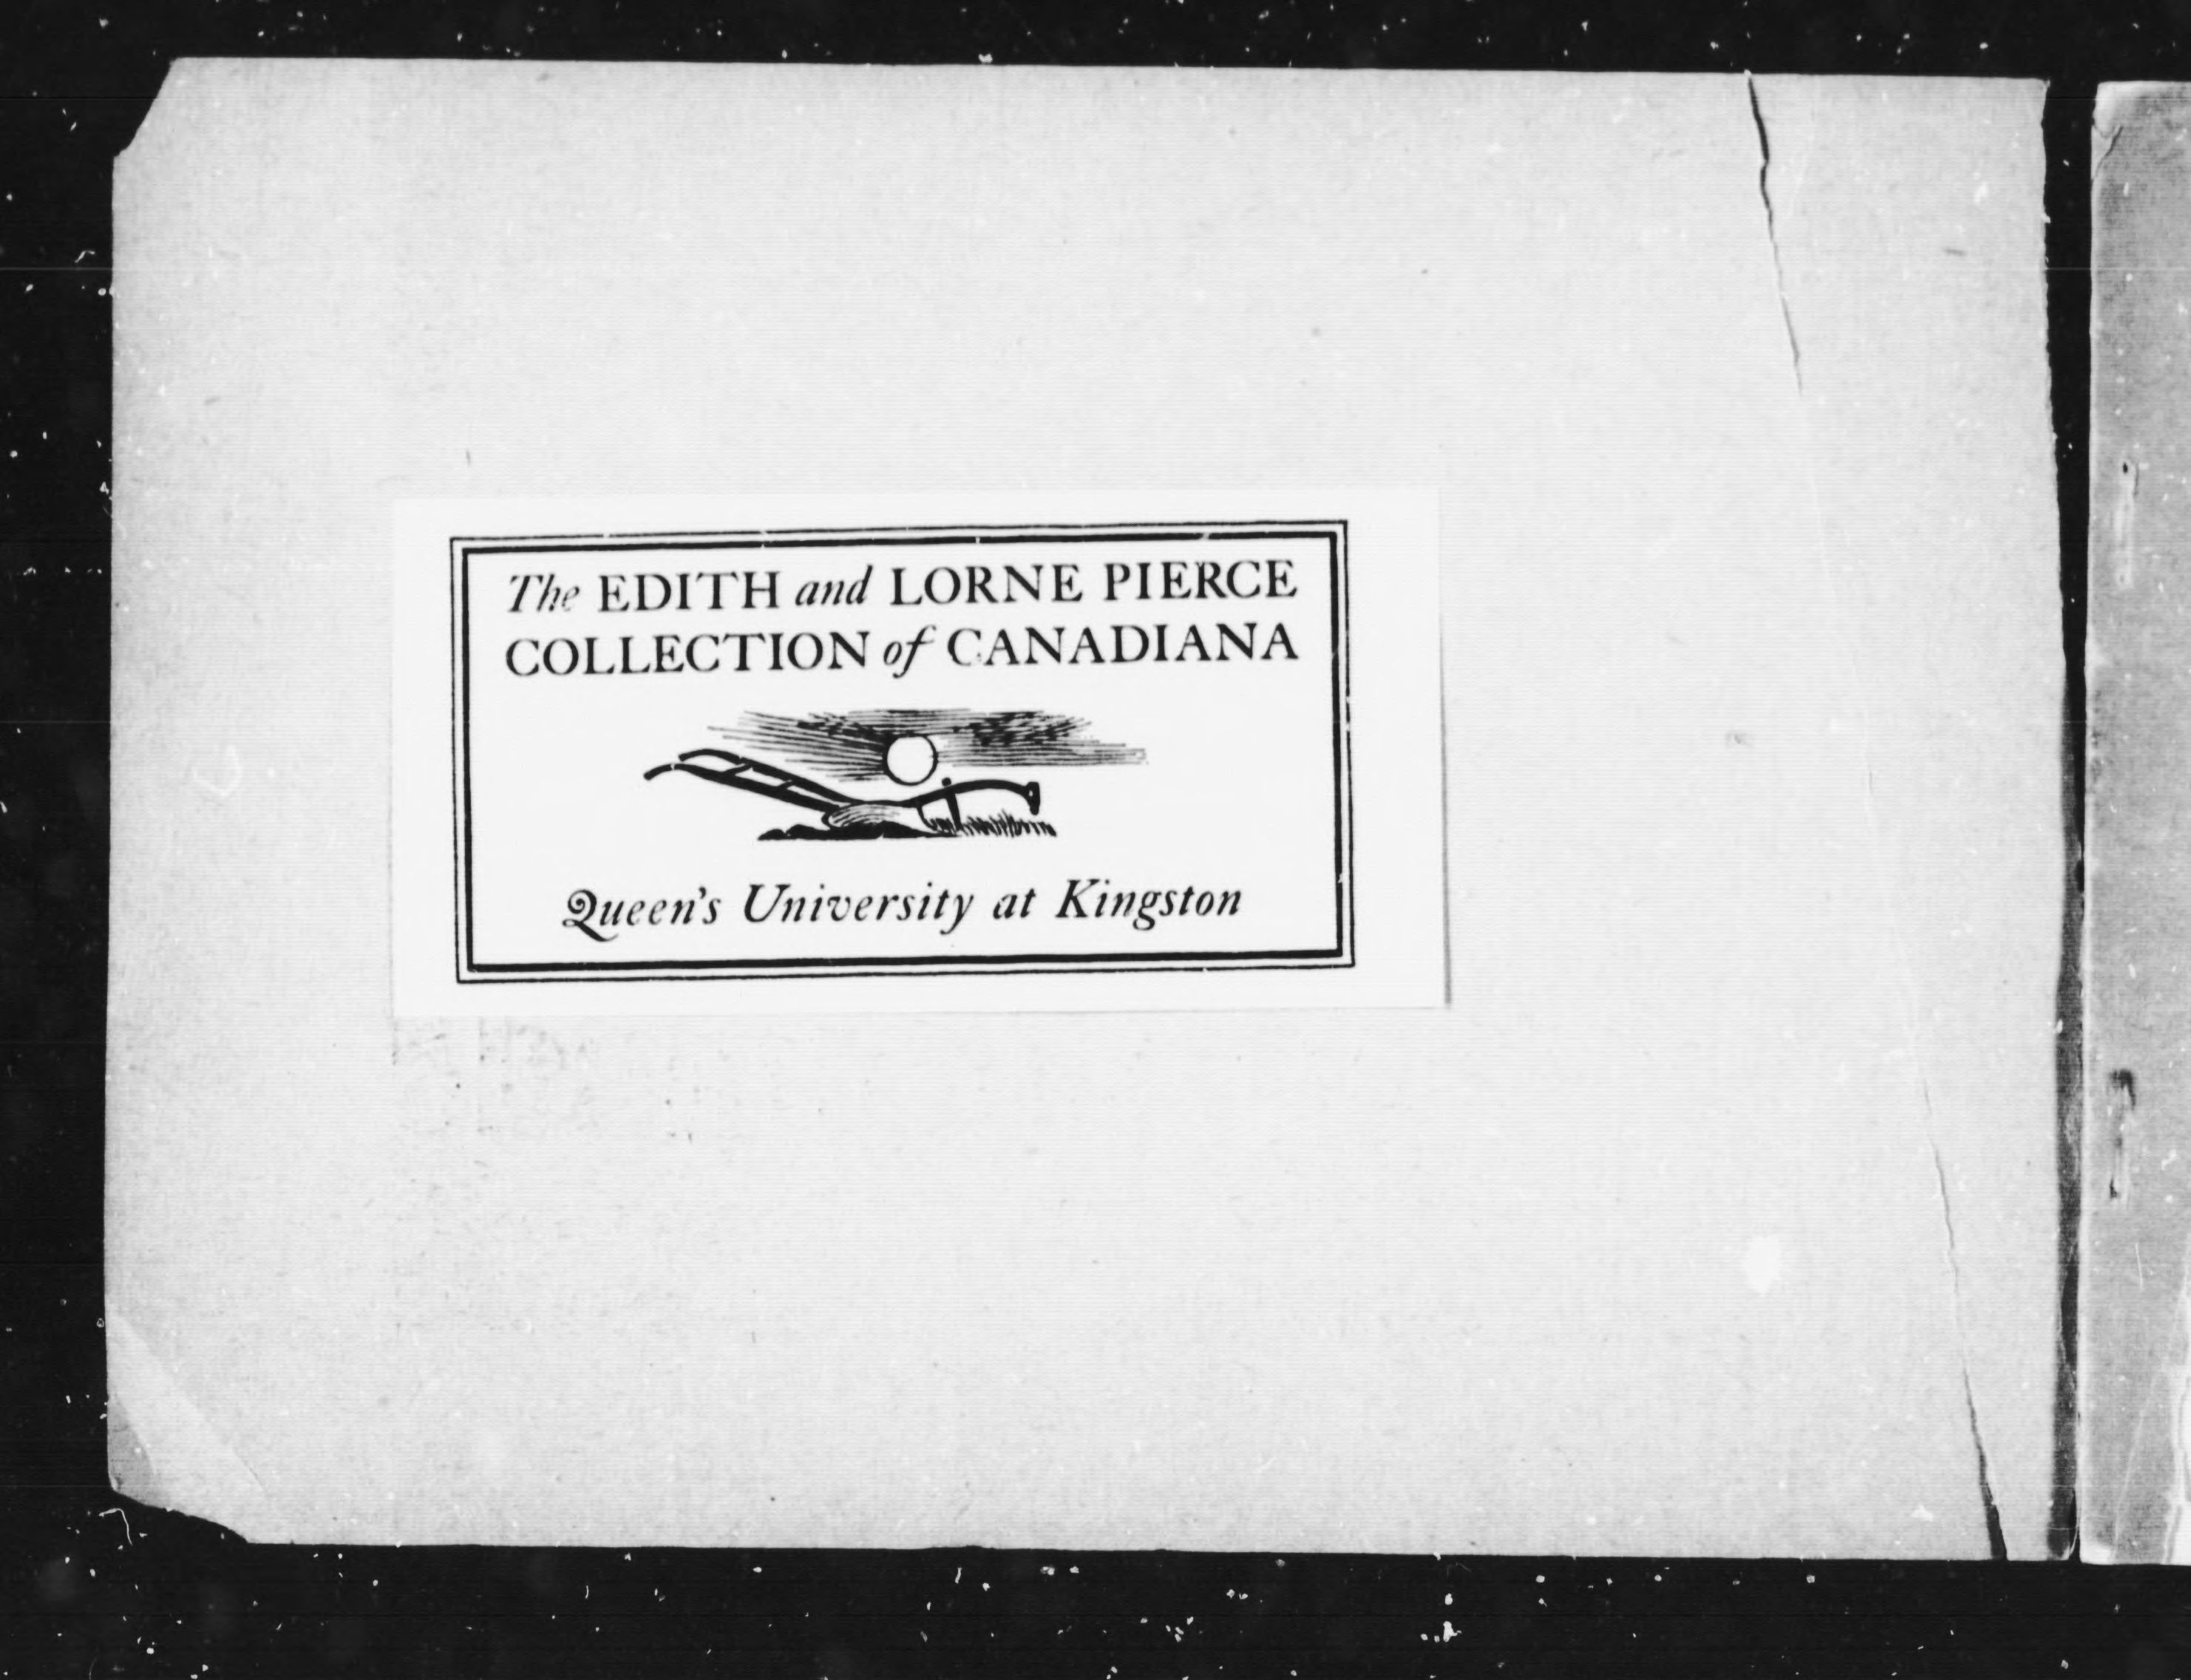 The EDITH and LORNE PIERCE
COLLECTION of CANADIANA
Queen's University at Kingston